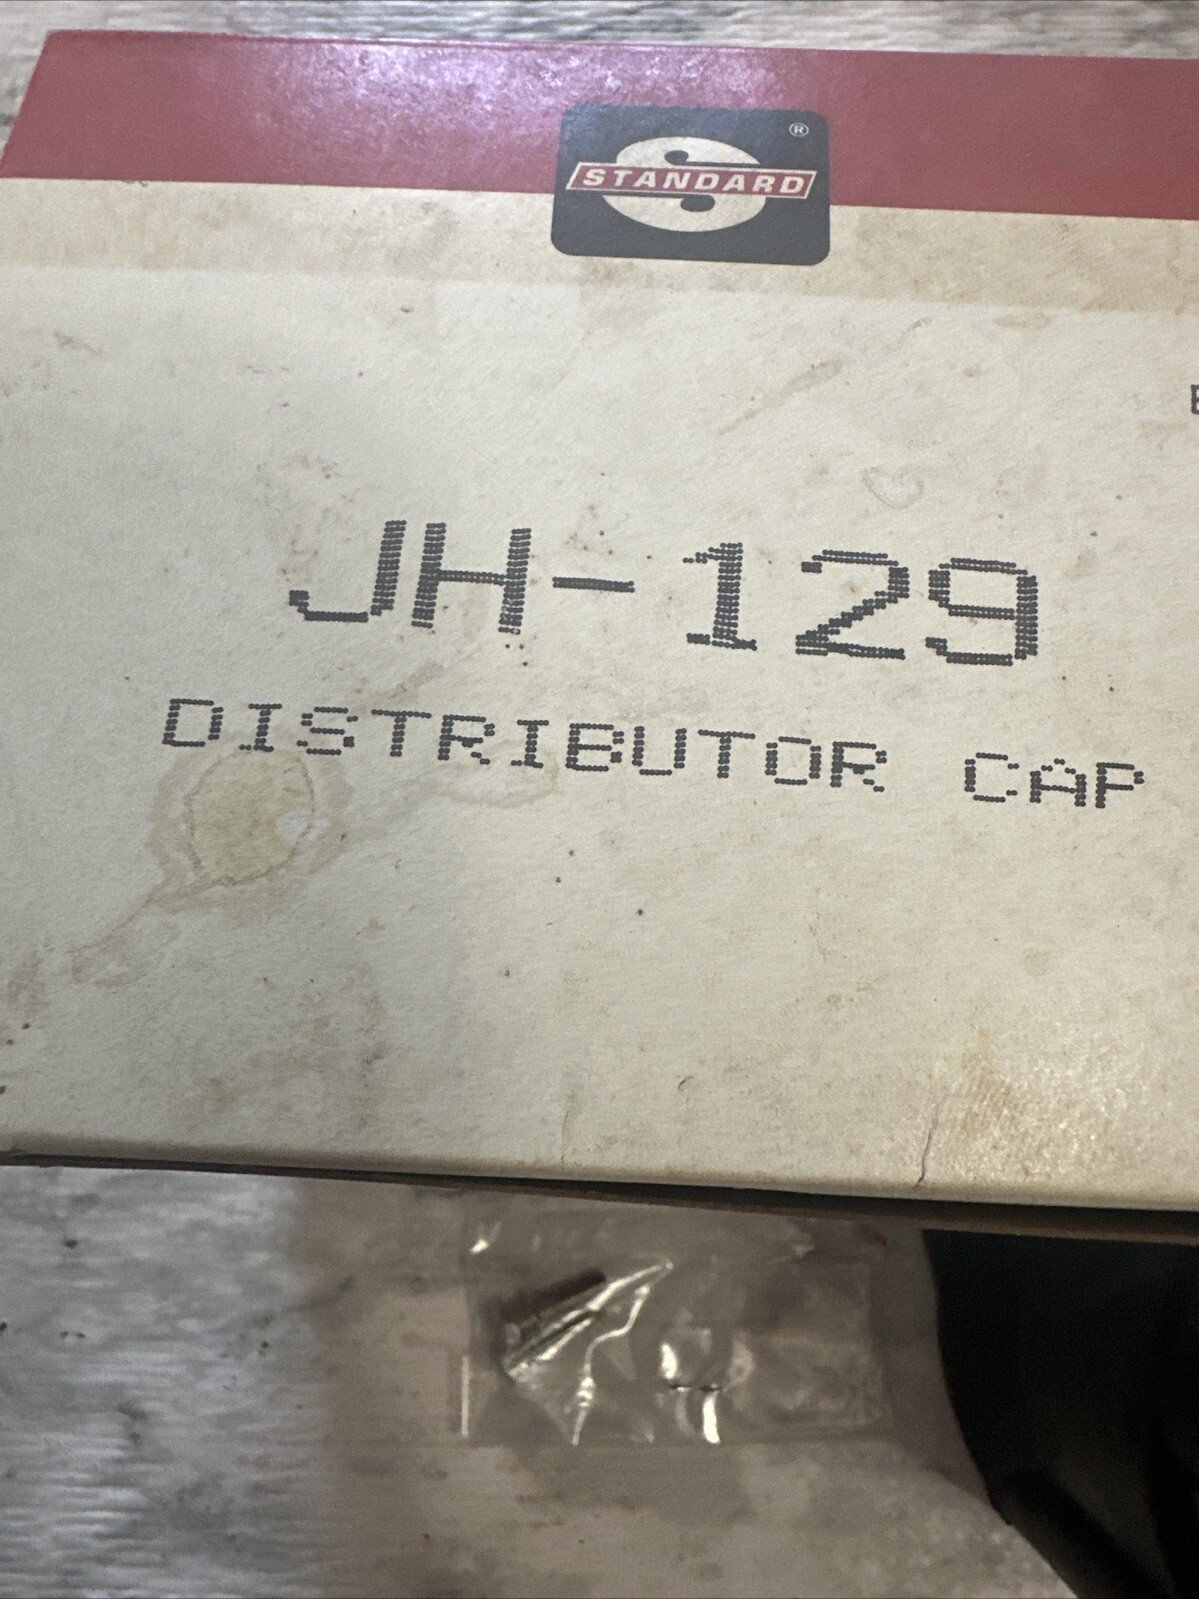 STANDARD®
JH-129
DISTRIBUTOR CAP